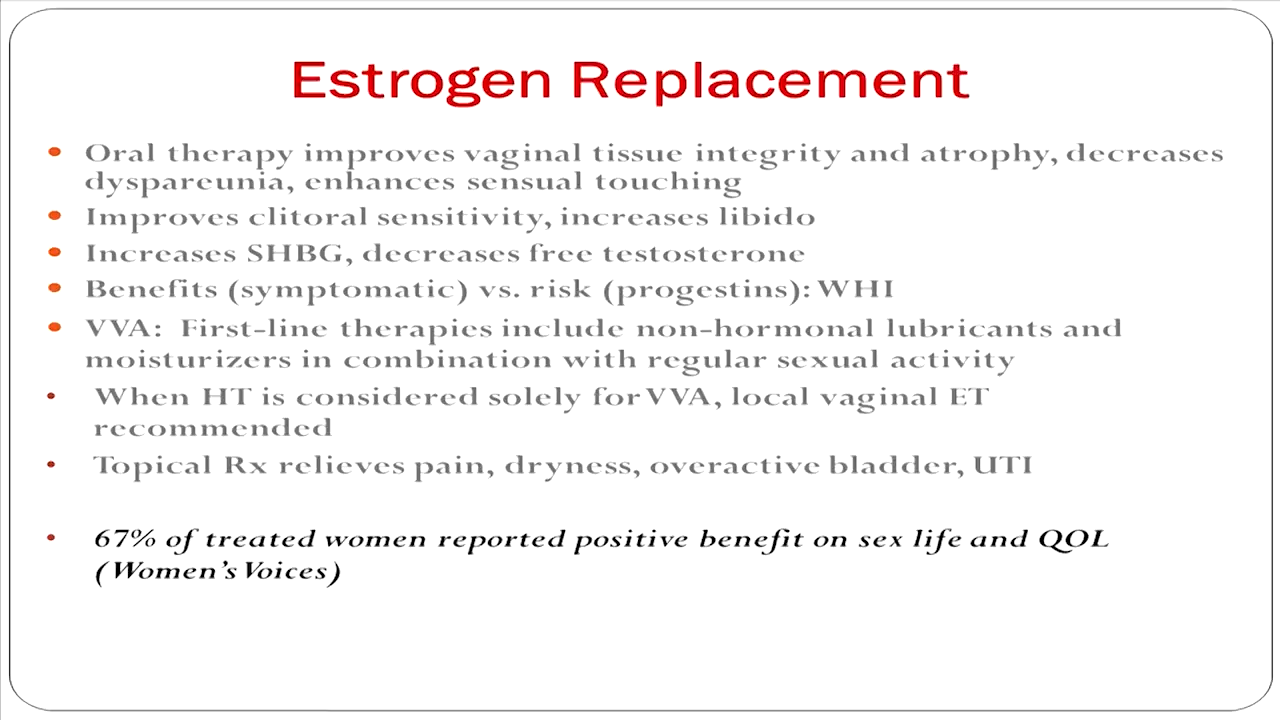 Estrogen Replacement
• Oral therapy improves vaginal tissue integrity and atrophy, decreases
dyspareunia, enhances sensual touching
• Improves clitoral sensitivity, increases libido
• Increases SHBG, decreases free testosterone
• Benefits (symptomatic) vs. risk (progestins): WHI
• VVA: First-line therapies include non-hormonal lubricants and
moisturizers in combination with regular sexual activity
• When HT is considered solely for VVA, local vaginal ET
recommended
• Topical Rx relieves pain, dryness, overactive bladder, UTI
• 67% of treated women reported positive benefit on sex life and QOL
(Women's Voices)